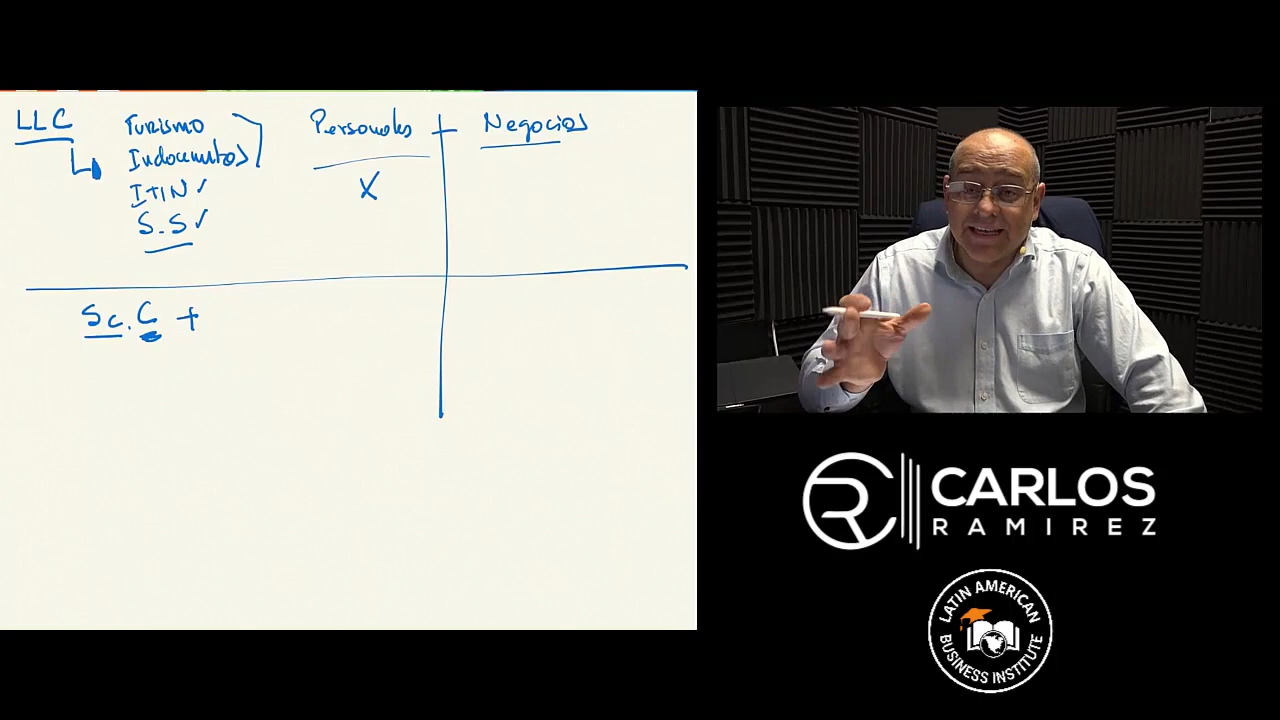 LLC Turismo Personales Negocios
Indocumentos
ITIN ✓ X
S.S ✓
Sc. C +
CARLOS
RAMIREZ
LATIN AMERICAN
BUSINESS INSTITUTE